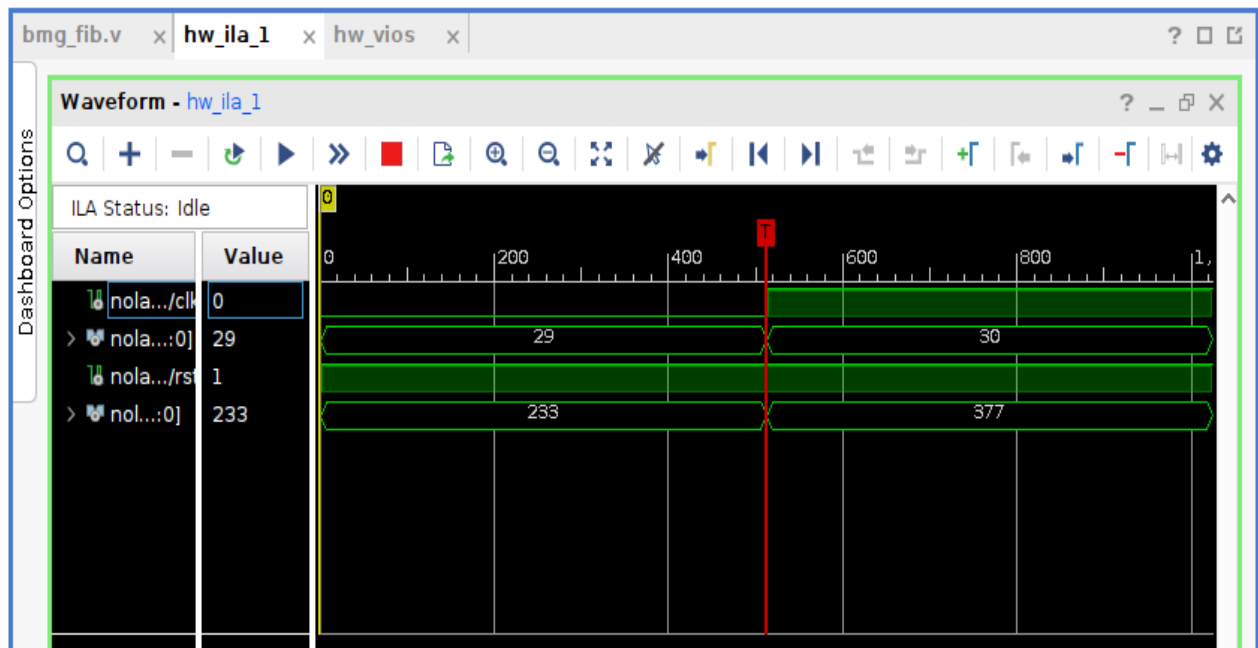 bmg_fib.v x hw_ila_1 x hw_vios x ?
Dashboard Options
Waveform - hw_ila_1 ?
ILA Status: Idle
Name Value
0
T
0 200 400 600 800 1,
nola.../clk 0
nola...:0] 29 29 30
nola.../rst 1
nol...:0] 233 233 377